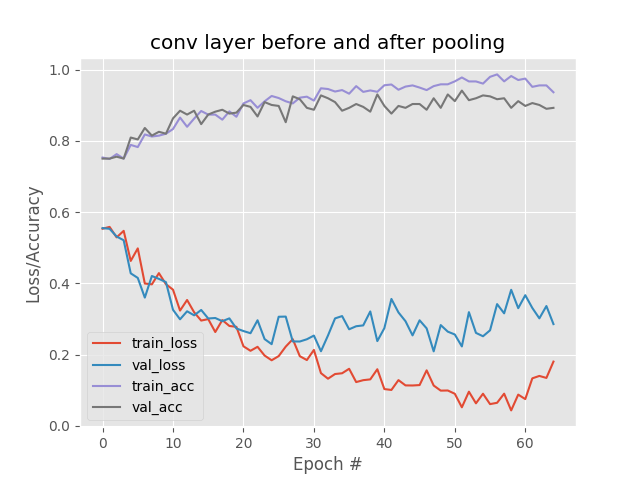 conv layer before and after pooling
1.0
0.8
0.6
0.4
0.2
0.0
Loss/Accuracy
train_loss
val_loss
train_acc
val_acc
0 10 20 30 40 50 60
Epoch #